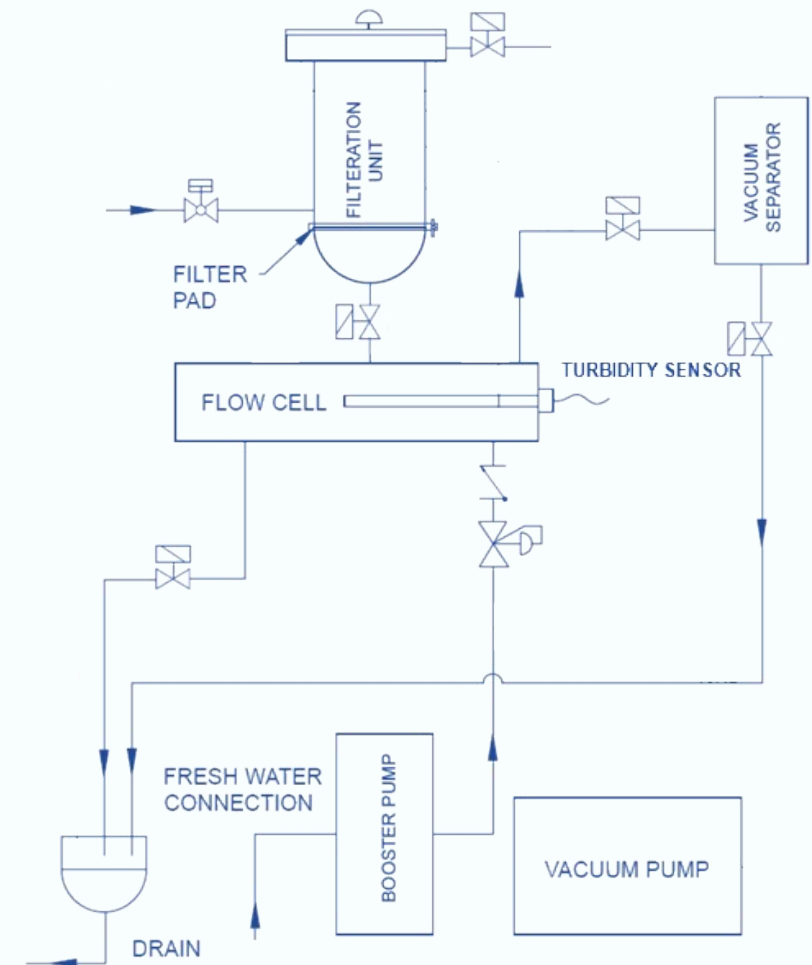 FILTERATION
UNIT
VACUUM
SEPARATOR
FILTER
PAD
TURBIDITY SENSOR
FLOW CELL
FRESH WATER
CONNECTION
BOOSTER PUMP
VACUUM PUMP
DRAIN